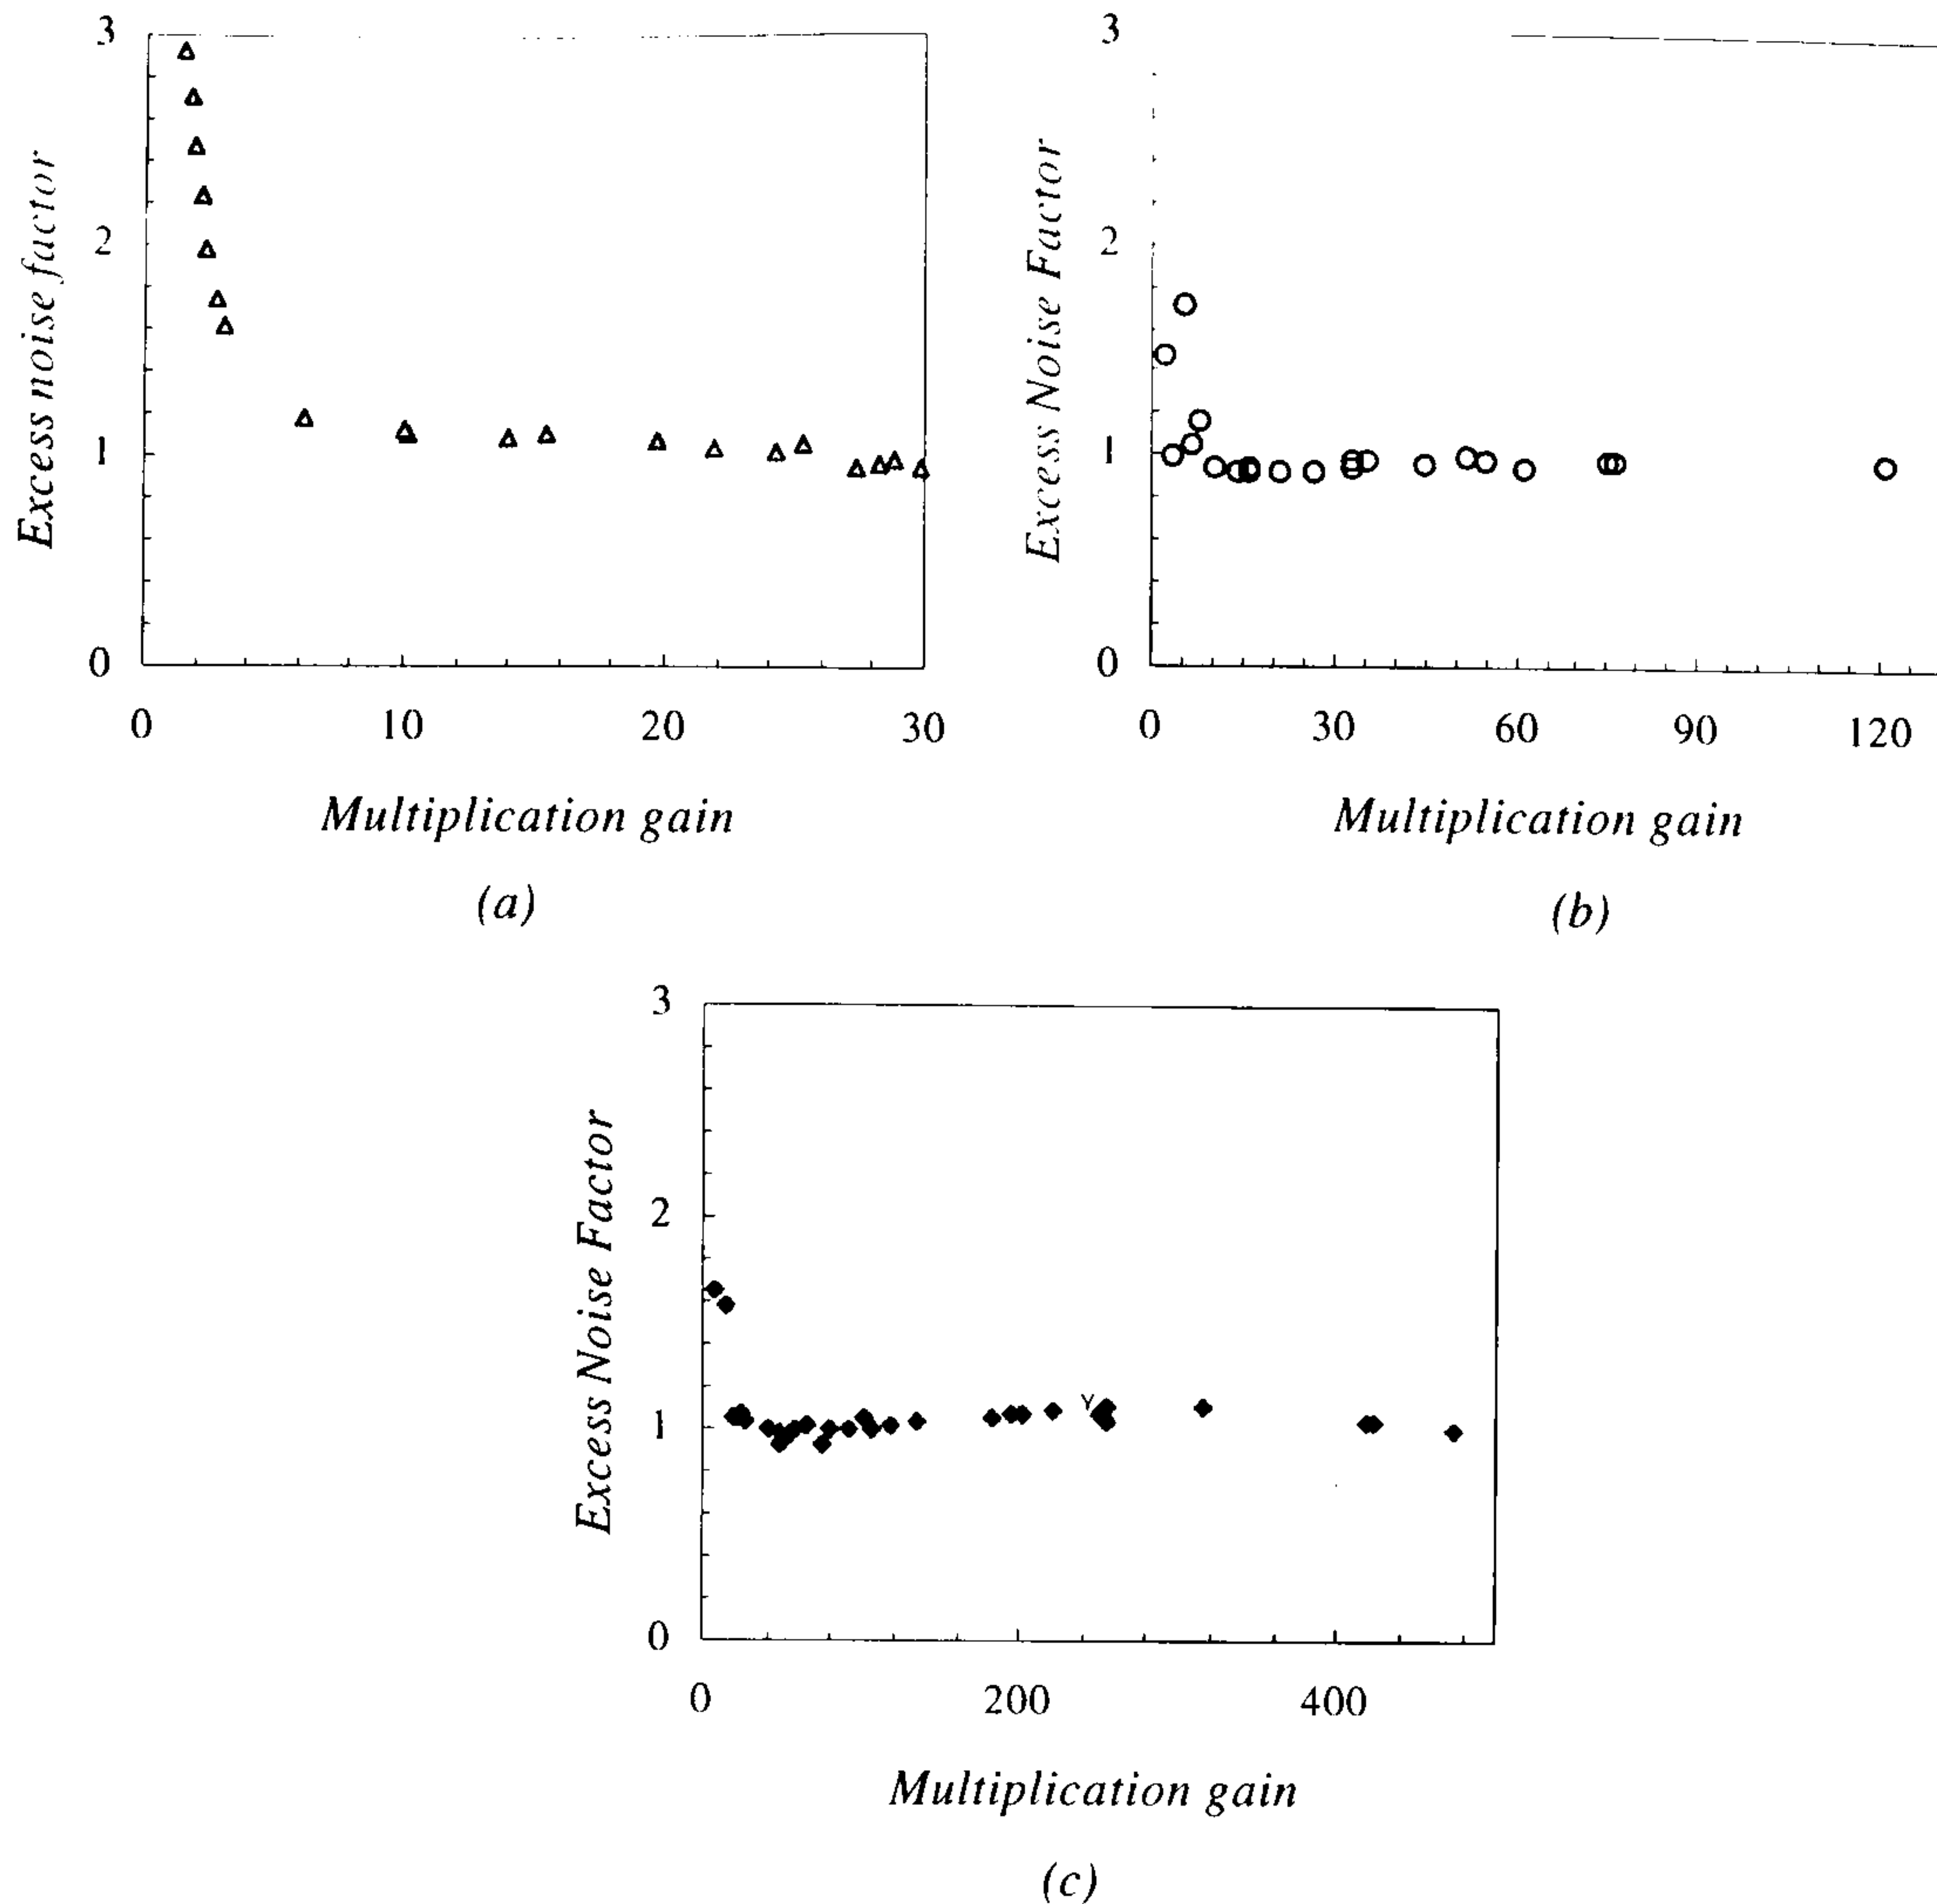 3
2
1
0
Excess noise factor
0 10 20 30
Multiplication gain
(a)
3
2
1
0
Excess Noise Factor
0 30 60 90 120
Multiplication gain
(b)
3
2
1
0
Excess Noise Factor
0 200 400
Multiplication gain
(c)